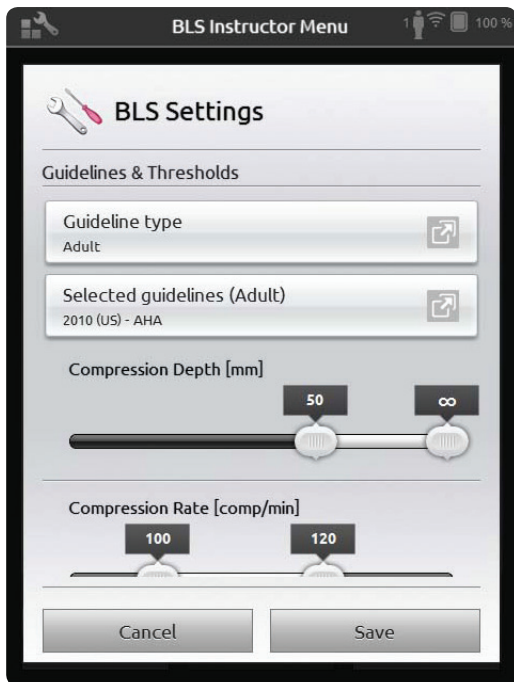 BLS Instructor Menu 1 100 %
BLS Settings
Guidelines & Thresholds
Guideline type
Adult
Selected guidelines (Adult)
2010 (US) - AHA
Compression Depth [mm]
50 ∞
Compression Rate [comp/min]
100 120
Cancel Save